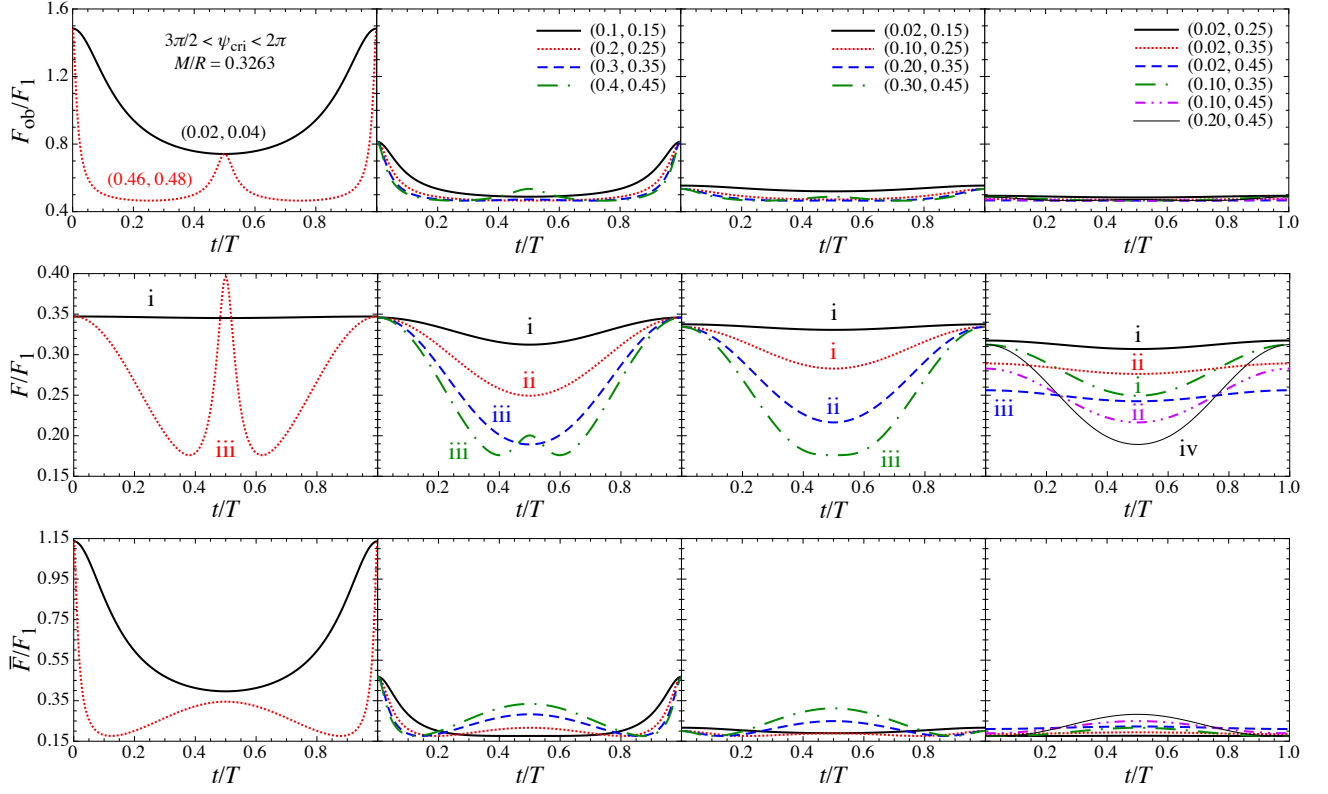 1.6
1.2
0.8
0.4
F_ob/F_1
3π/2 < ψ_cri < 2π
M/R = 0.3263
(0.02, 0.04)
(0.46, 0.48)
(0.1, 0.15)
(0.2, 0.25)
(0.3, 0.35)
(0.4, 0.45)
(0.02, 0.15)
(0.10, 0.25)
(0.20, 0.35)
(0.30, 0.45)
(0.02, 0.25)
(0.02, 0.35)
(0.02, 0.45)
(0.10, 0.35)
(0.10, 0.45)
(0.20, 0.45)
0 0.2 0.4 0.6 0.8 0.2 0.4 0.6 0.8 0.2 0.4 0.6 0.8 0.2 0.4 0.6 0.8 1.0
t/T t/T t/T t/T
0.40
0.35
0.30
0.25
0.20
0.15
F/F_1
i
iii
i
ii
iii
iii
i
i
ii
iii
i
ii
i
iii
ii
iv
0 0.2 0.4 0.6 0.8 0.2 0.4 0.6 0.8 0.2 0.4 0.6 0.8 0.2 0.4 0.6 0.8 1.0
t/T t/T t/T t/T
1.15
0.95
0.75
0.55
0.35
0.15
F̅/F_1
0 0.2 0.4 0.6 0.8 0.2 0.4 0.6 0.8 0.2 0.4 0.6 0.8 0.2 0.4 0.6 0.8 1.0
t/T t/T t/T t/T